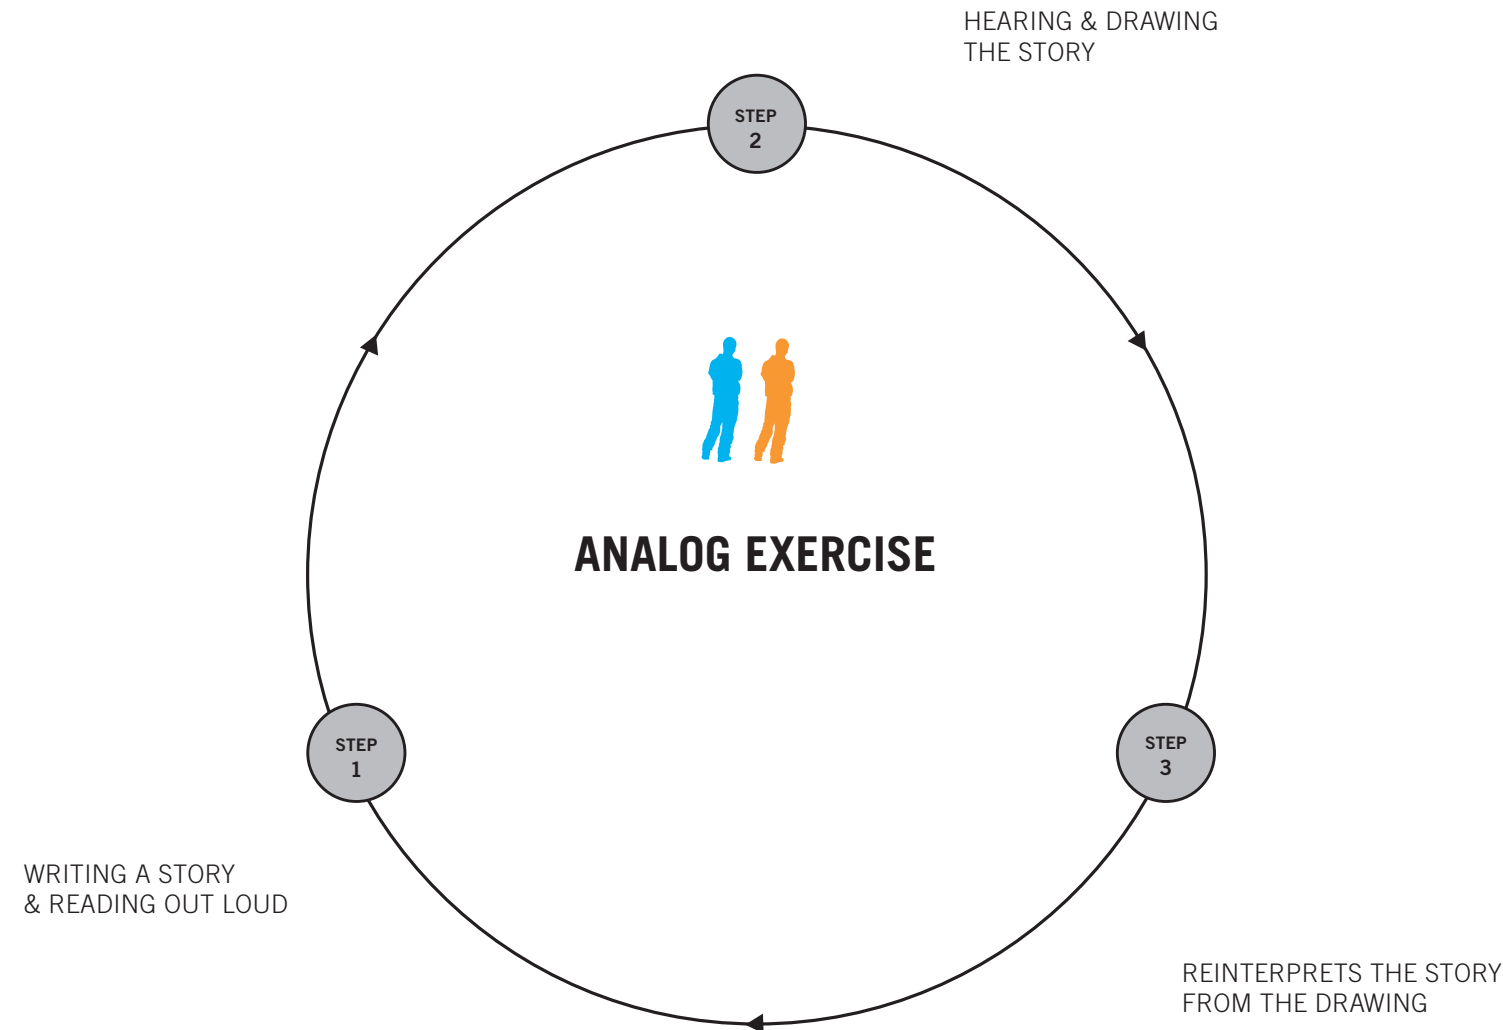 HEARING & DRAWING
THE STORY
STEP
2
ANALOG EXERCISE
STEP
1
STEP
3
WRITING A STORY
& READING OUT LOUD
REINTERPRETS THE STORY
FROM THE DRAWING